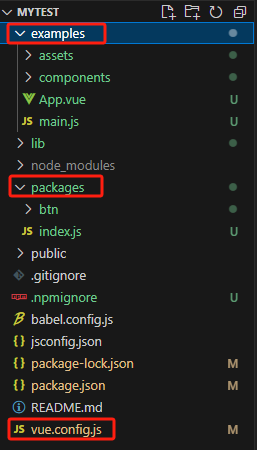 MYTEST
examples
assets
components
App.vue U
JS main.js U
lib
node_modules
packages
btn
JS index.js U
public
.gitignore
npm .npmignore U
babel.config.js
{} jsconfig.json
{} package-lock.json M
{} package.json M
README.md
JS vue.config.js M